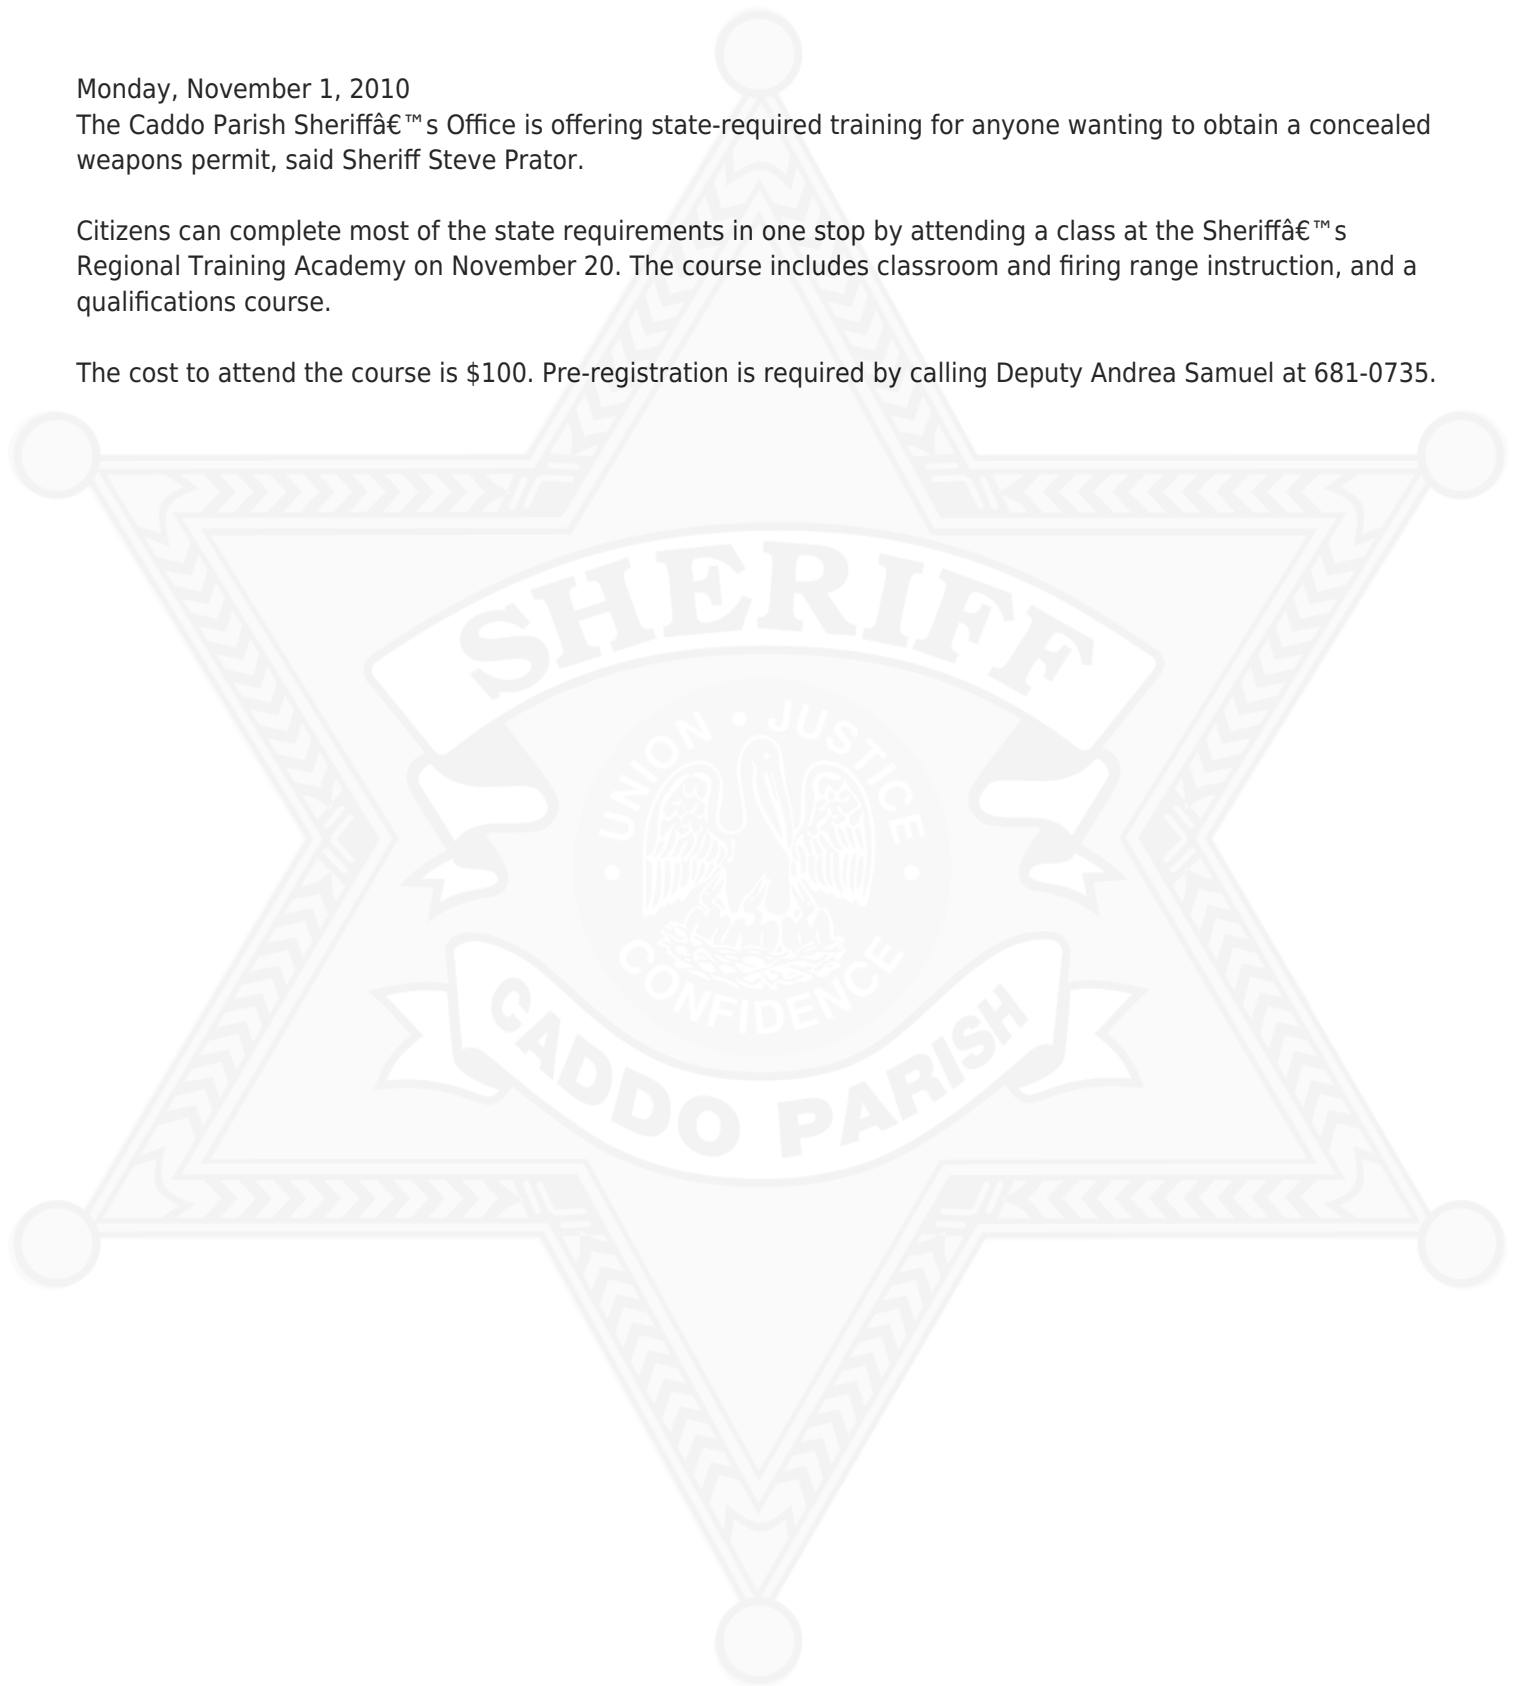 Monday, November 1, 2010
The Caddo Parish Sheriffâ€™s Office is offering state-required training for anyone wanting to obtain a concealed
weapons permit, said Sheriff Steve Prator.
Citizens can complete most of the state requirements in one stop by attending a class at the Sheriffâ€™s
Regional Training Academy on November 20. The course includes classroom and firing range instruction, and a
qualifications course.
The cost to attend the course is $100. Pre-registration is required by calling Deputy Andrea Samuel at 681-0735.
SHERIFF
UNION • JUSTICE
• CONFIDENCE •
CADDO PARISH